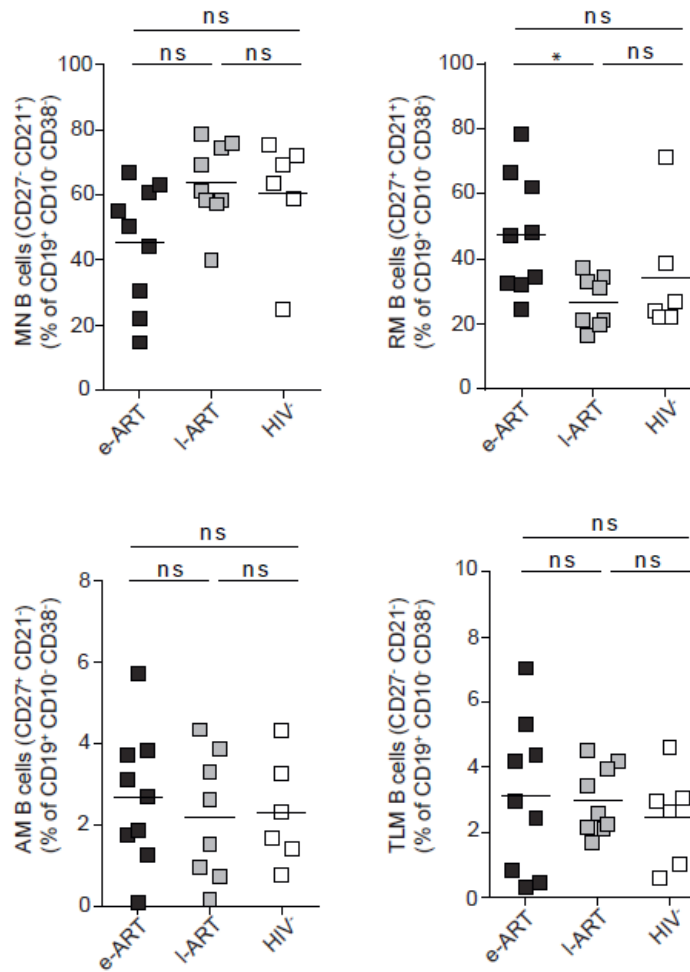 ns
ns ns
MN B cells (CD27⁻ CD21⁺)
(% of CD19⁺ CD10⁻ CD38⁻)
100
80
60
40
20
0
e-ART l-ART HIV⁻
ns
* ns
RM B cells (CD27⁺ CD21⁺)
(% of CD19⁺ CD10⁻ CD38⁻)
100
80
60
40
20
0
e-ART l-ART HIV⁻
ns
ns ns
AM B cells (CD27⁺ CD21⁻)
(% of CD19⁺ CD10⁻ CD38⁻)
8
6
4
2
0
e-ART l-ART HIV⁻
ns
ns ns
TLM B cells (CD27⁻ CD21⁻)
(% of CD19⁺ CD10⁻ CD38⁻)
10
8
6
4
2
0
e-ART l-ART HIV⁻